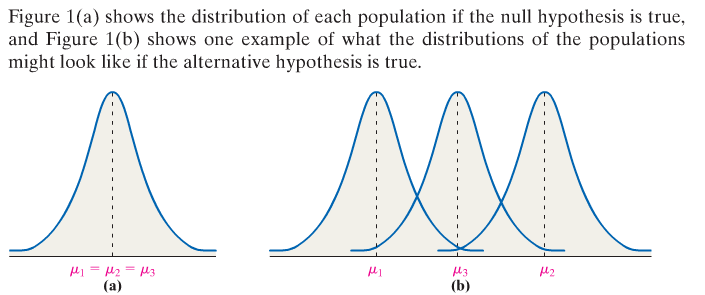 Figure 1(a) shows the distribution of each population if the null hypothesis is true,
and Figure 1(b) shows one example of what the distributions of the populations
might look like if the alternative hypothesis is true.
μ₁ = μ₂ = μ₃
(a)
μ₁ μ₃ μ₂
(b)